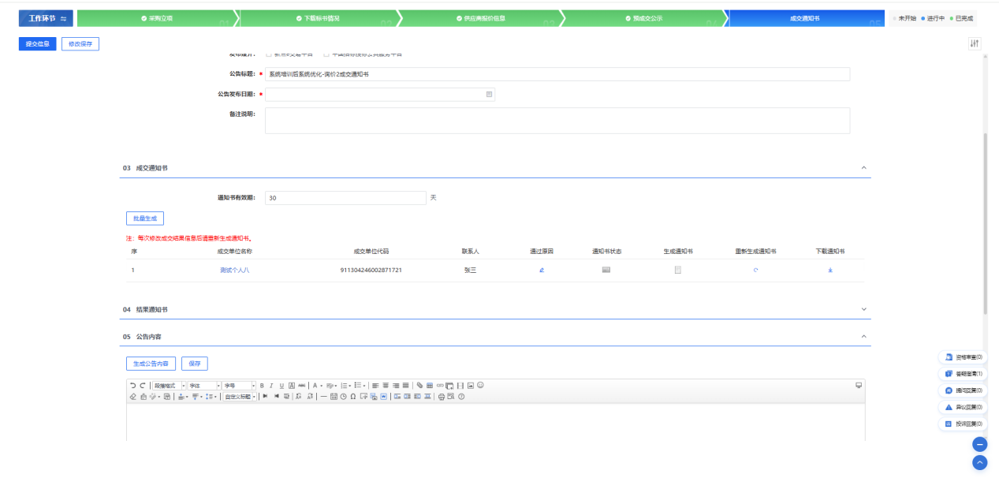 工作环节
采购立项 01
下载标书情况 02
供应商报价信息 03
预成交公示 04
成交通知书 05
未开始 进行中 已完成
提交信息 修改保存
公告标题： * 系统培训后系统优化-询价2成交通知书
公告发布日期： *
备注说明：
03 成交通知书
通知书有效期： 30 天
批量生成
注：每次修改成交结果信息后请重新生成通知书。
序 成交单位名称 成交单位代码 联系人 通过原因 通知书状态 生成通知书 重新生成通知书 下载通知书
1 测试个人八 911304246002871721 张三
04 结果通知书
05 公告内容
生成公告内容 保存
段落格式 字体 字号
自定义标题
资格审查(0)
答疑澄清(1)
提问回复(0)
异议回复(0)
投诉回复(0)